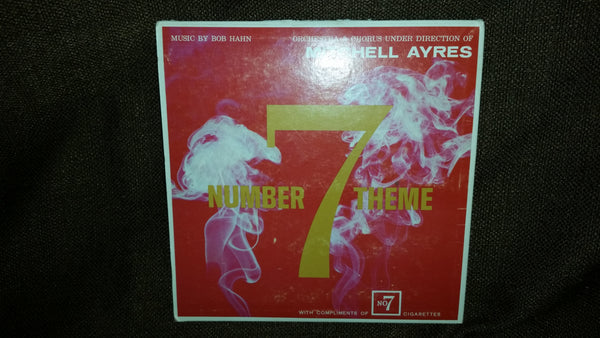 MUSIC BY BOB HAHN
ORCHESTRA & CHORUS UNDER DIRECTION OF
MITCHELL AYRES
NUMBER 7 THEME
WITH COMPLIMENTS OF NO 7 CIGARETTES